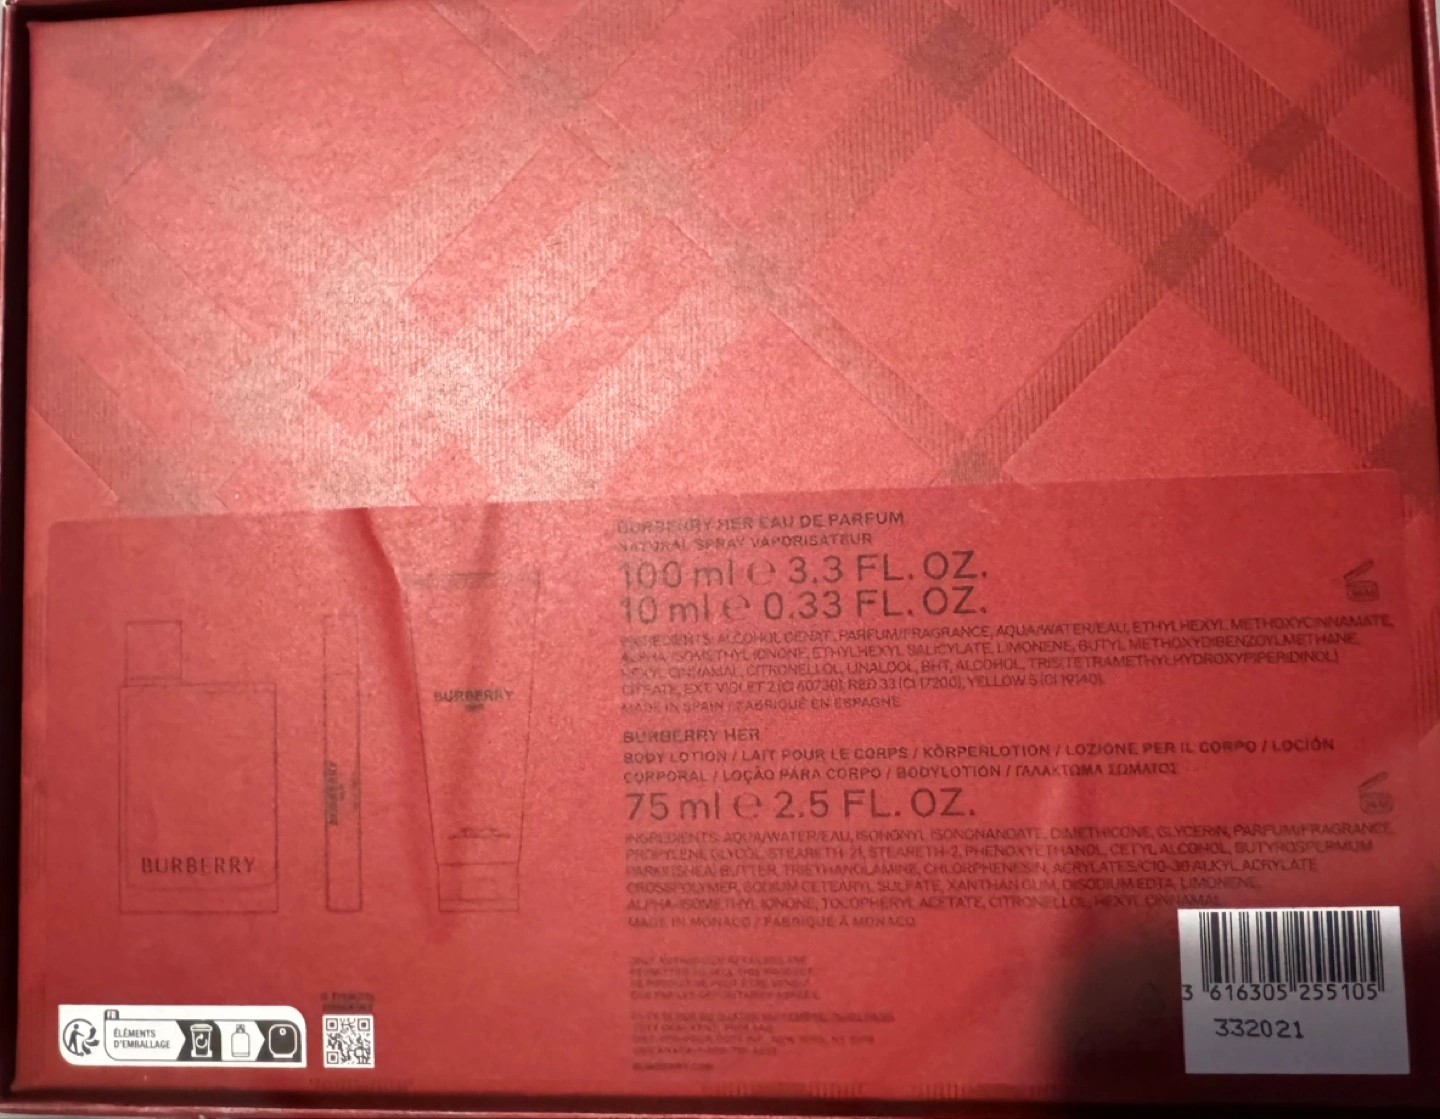 BURBERRY HER EAU DE PARFUM
NATURAL SPRAY VAPORISATEUR
100 ml ℮ 3.3 FL. OZ.
10 ml ℮ 0.33 FL. OZ.
INGREDIENTS: ALCOHOL DENAT., PARFUM/FRAGRANCE, AQUA/WATER/EAU, ETHYLHEXYL METHOXYCINNAMATE,
ALPHA-ISOMETHYL IONONE, ETHYLHEXYL SALICYLATE, LIMONENE, BUTYL METHOXYDIBENZOYLMETHANE,
HEXYL CINNAMAL, CITRONELLOL, LINALOOL, BHT, ALCOHOL, TRIS(TETRAMETHYLHYDROXYPIPERIDINOL)
CITRATE, EXT. VIOLET 2 (CI 60730), RED 33 (CI 17200), YELLOW 5 (CI 19140).
MADE IN SPAIN / FABRIQUÉ EN ESPAGNE
BURBERRY HER
BODY LOTION / LAIT POUR LE CORPS / KÖRPERLOTION / LOZIONE PER IL CORPO / LOCIÓN
CORPORAL / LOÇÃO PARA CORPO / BODYLOTION / ΓΑΛΑΚΤΩΜΑ ΣΩΜΑΤΟΣ
75 ml ℮ 2.5 FL. OZ.
INGREDIENTS: AQUA/WATER/EAU, ISONONYL ISONONANOATE, DIMETHICONE, GLYCERIN, PARFUM/FRAGRANCE,
PROPYLENE GLYCOL, STEARETH-21, STEARETH-2, PHENOXYETHANOL, CETYL ALCOHOL, BUTYROSPERMUM
PARKII (SHEA) BUTTER, TRIETHANOLAMINE, CHLORPHENESIN, ACRYLATES/C10-30 ALKYL ACRYLATE
CROSSPOLYMER, SODIUM CETEARYL SULFATE, XANTHAN GUM, DISODIUM EDTA, LIMONENE,
ALPHA-ISOMETHYL IONONE, TOCOPHERYL ACETATE, CITRONELLOL, HEXYL CINNAMAL
MADE IN MONACO / FABRIQUÉ À MONACO
BURBERRY
BURBERRY
HER
BURBERRY
FR
ÉLÉMENTS
D'EMBALLAGE
BURBERRY.COM
3 616305 255105
332021